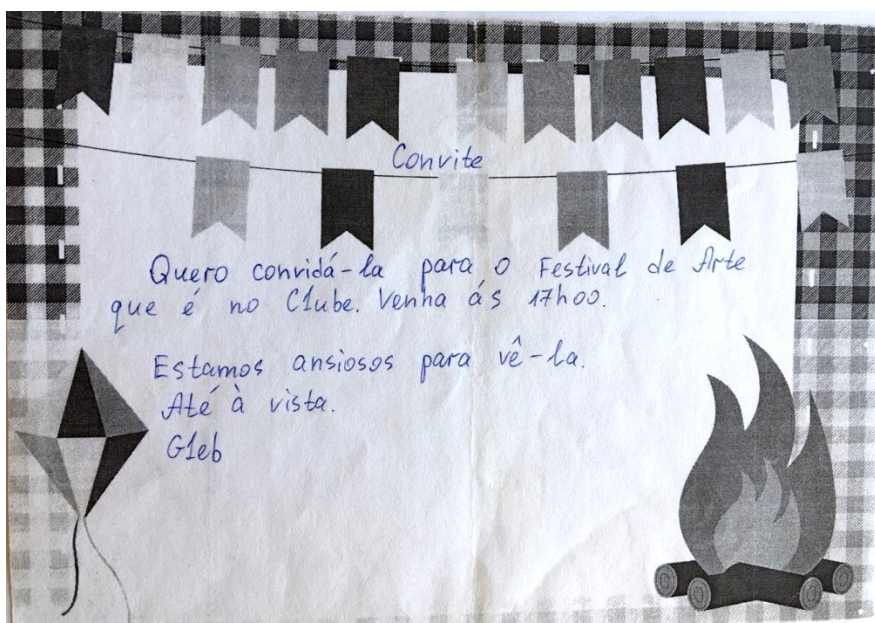 Convite
Quero convidá-la para o Festival de Arte
que é no Clube. Venha ás 17h00.
Estamos ansiosos para vê-la.
Até à vista.
Gleb